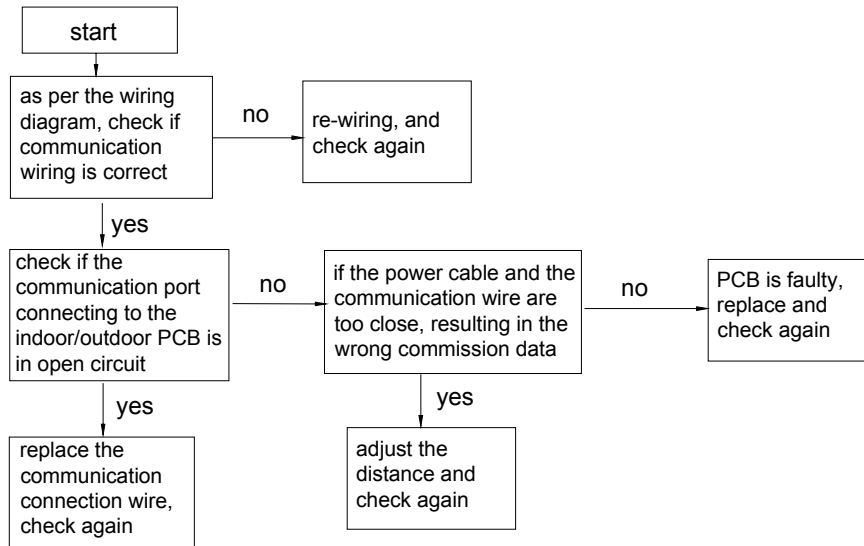 start
as per the wiring
diagram, check if
communication
wiring is correct
no
re-wiring, and
check again
yes
check if the
communication port
connecting to the
indoor/outdoor PCB is
in open circuit
no
if the power cable and the
communication wire are
too close, resulting in the
wrong commission data
no
PCB is faulty,
replace and
check again
yes
replace the
communication
connection wire,
check again
yes
adjust the
distance and
check again